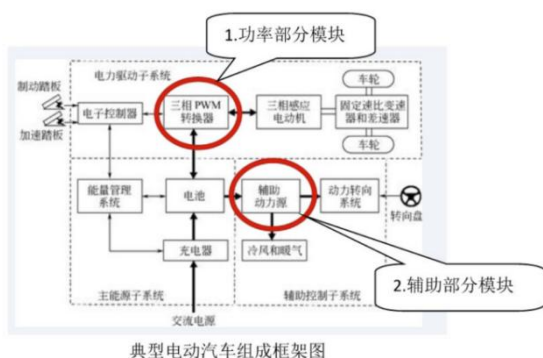 1.功率部分模块
电力驱动子系统
制动踏板
加速踏板
电子控制器
三相 PWM
转换器
三相感应
电动机
固定速比变速
器和差速器
车轮
车轮
能量管理
系统
电池
辅助
动力源
动力转向
系统
转向盘
充电器
冷风和暖气
主能源子系统
辅助控制子系统
2.辅助部分模块
交流电源
典型电动汽车组成框架图